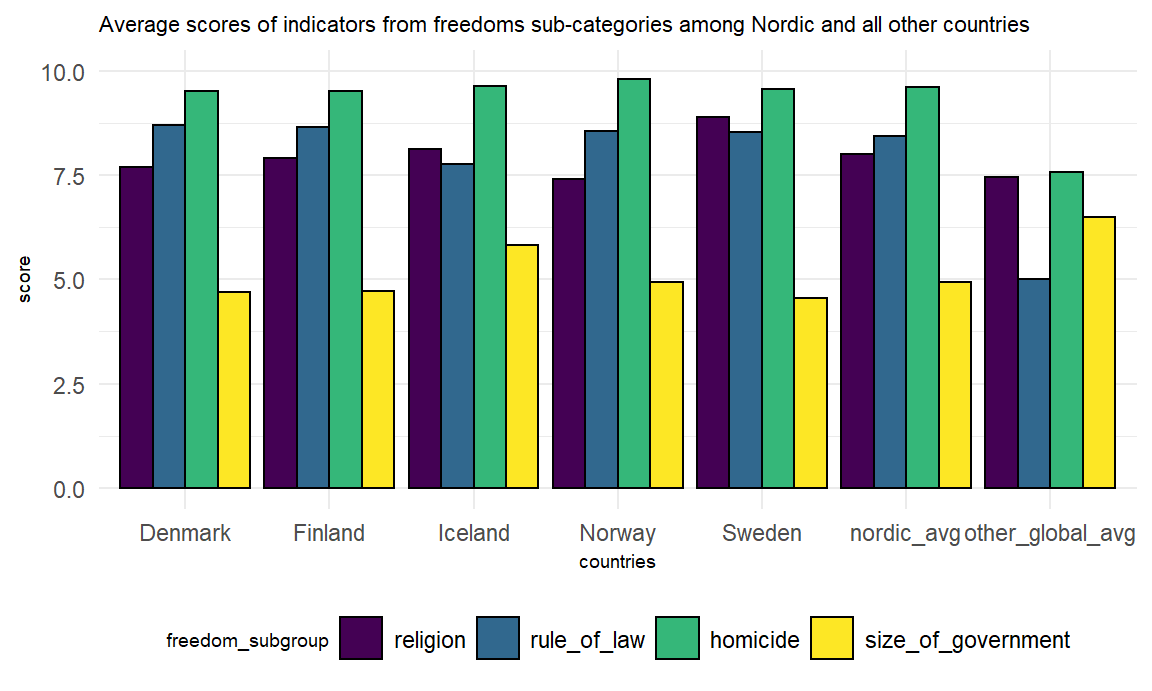 Average scores of indicators from freedoms sub-categories among Nordic and all other countries
10.0
7.5
5.0
2.5
0.0
score
Denmark Finland Iceland Norway Sweden nordic_avg other_global_avg
countries
freedom_subgroup religion rule_of_law homicide size_of_government